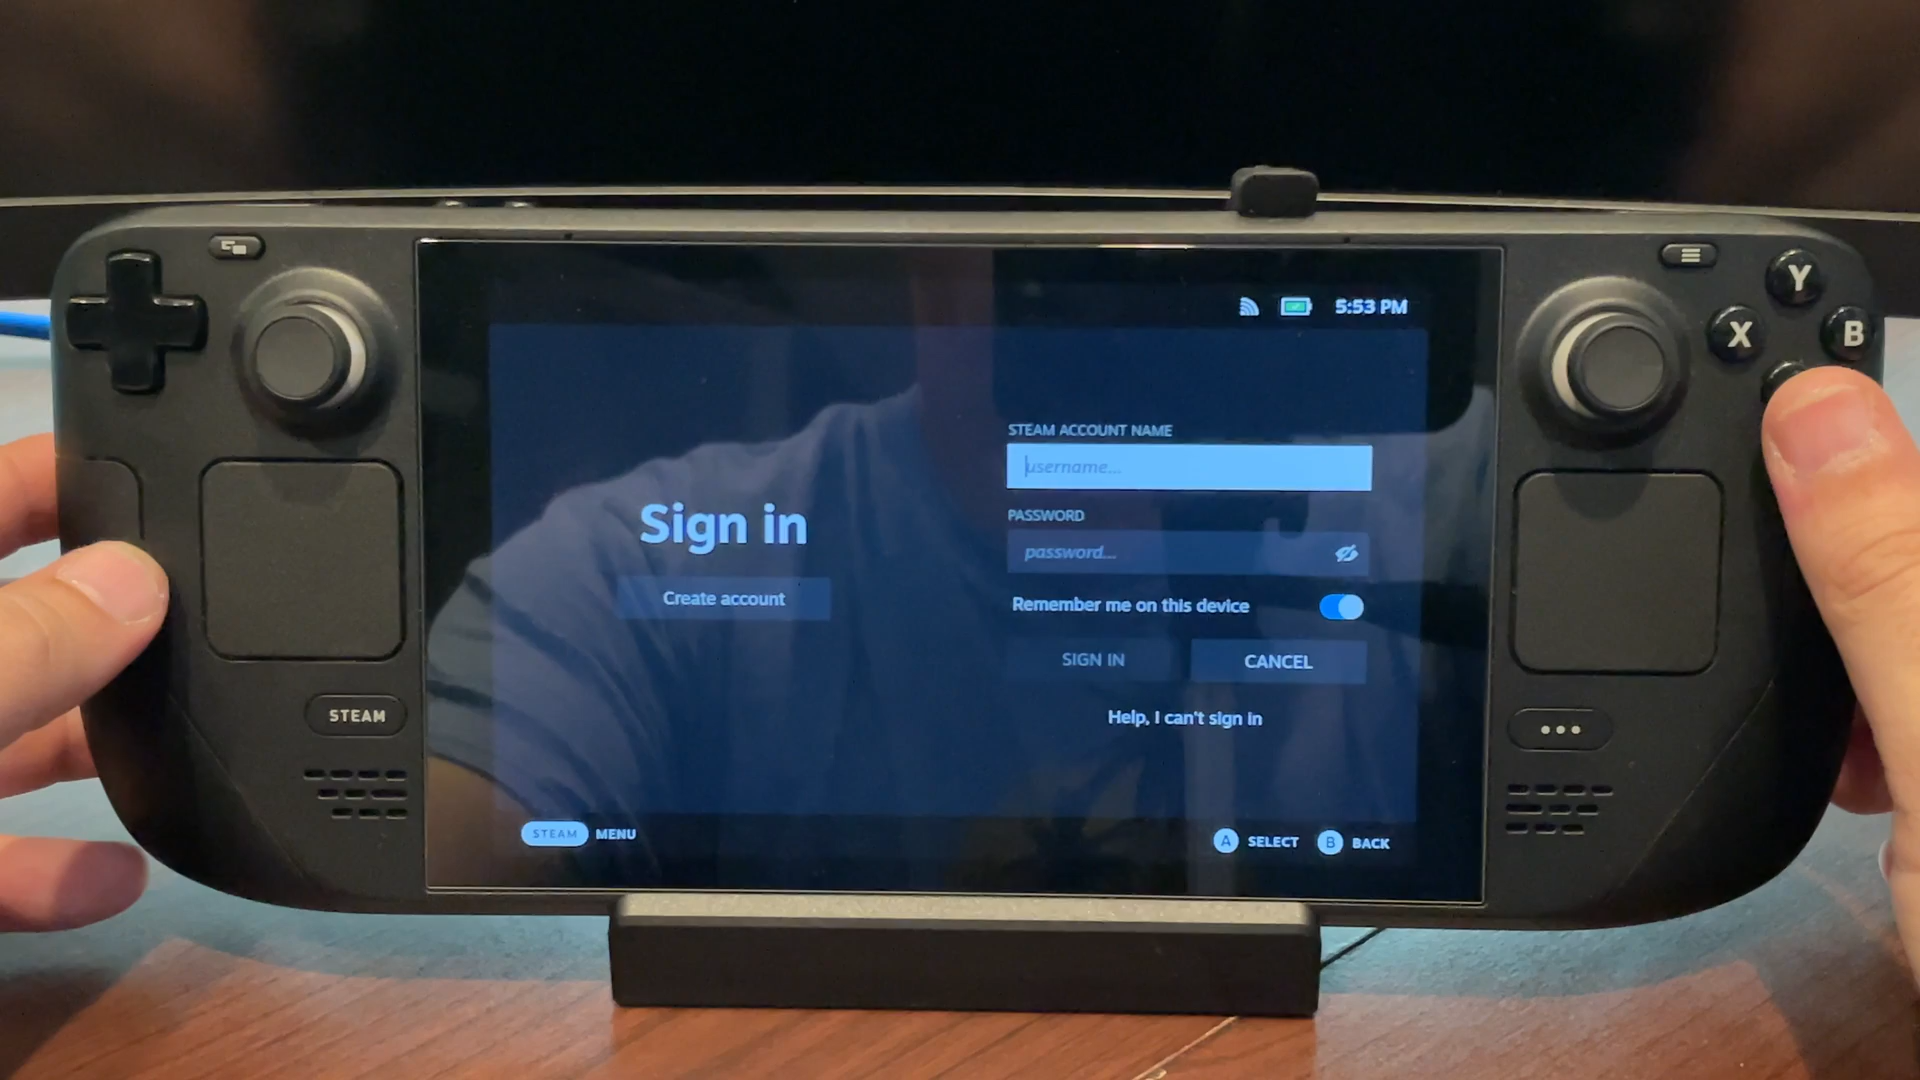 5:53 PM
Y
X
B
STEAM ACCOUNT NAME
username...
Sign in
PASSWORD
password...
Create account
Remember me on this device
SIGN IN
CANCEL
STEAM
Help, I can't sign in
STEAM MENU
A SELECT B BACK